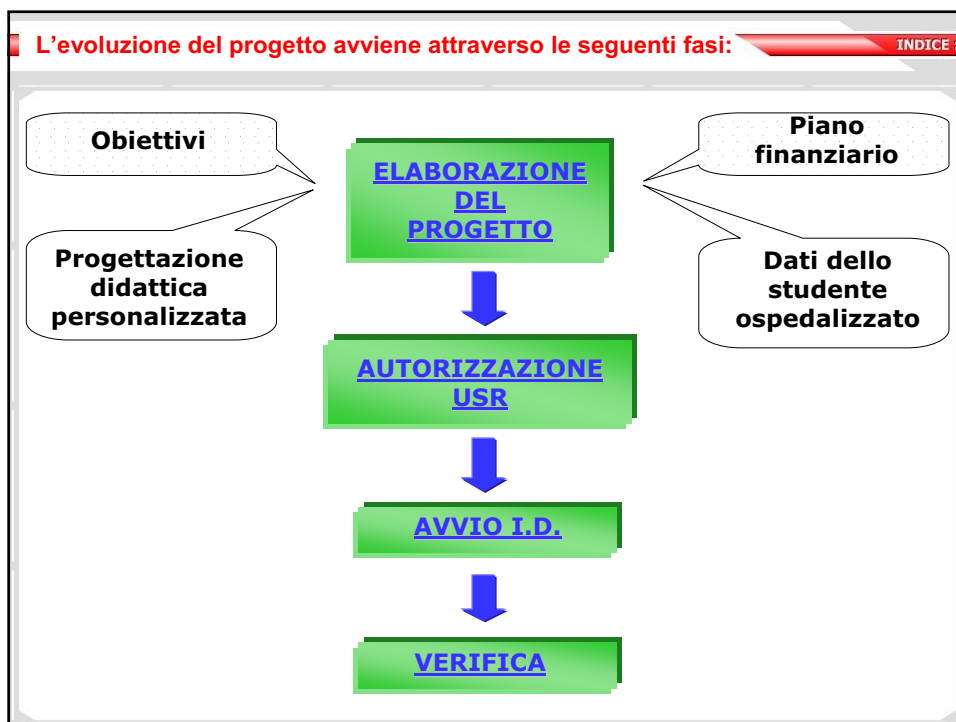 L'evoluzione del progetto avviene attraverso le seguenti fasi:
INDICE
Obiettivi
Piano
finanziario
ELABORAZIONE
DEL
PROGETTO
Progettazione
didattica
personalizzata
Dati dello
studente
ospedalizzato
AUTORIZZAZIONE
USR
AVVIO I.D.
VERIFICA